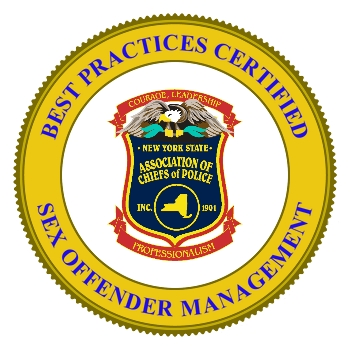 BEST PRACTICES CERTIFIED
COURAGE, LEADERSHIP
NEW YORK STATE
ASSOCIATION OF
CHIEFS of POLICE
INC. 1901
PROFESSIONALISM
SEX OFFENDER MANAGEMENT